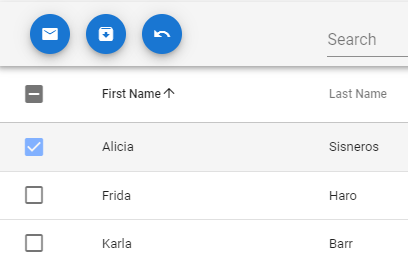 Search
First Name Last Name
Alicia Sisneros
Frida Haro
Karla Barr